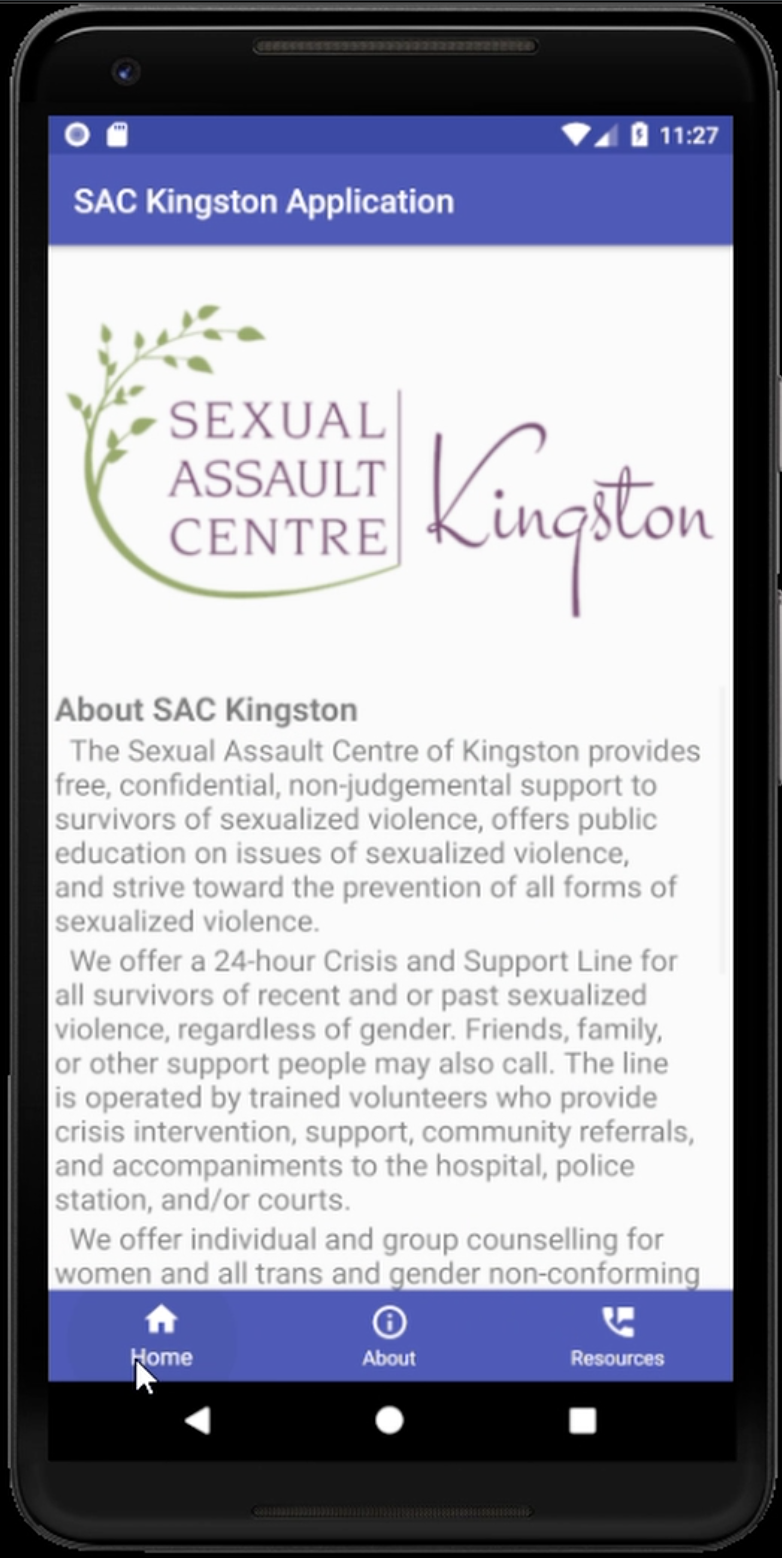 11:27
SAC Kingston Application
SEXUAL
ASSAULT
CENTRE
Kingston
About SAC Kingston
The Sexual Assault Centre of Kingston provides
free, confidential, non-judgemental support to
survivors of sexualized violence, offers public
education on issues of sexualized violence,
and strive toward the prevention of all forms of
sexualized violence.
We offer a 24-hour Crisis and Support Line for
all survivors of recent and or past sexualized
violence, regardless of gender. Friends, family,
or other support people may also call. The line
is operated by trained volunteers who provide
crisis intervention, support, community referrals,
and accompaniments to the hospital, police
station, and/or courts.
We offer individual and group counselling for
women and all trans and gender non-conforming
Home
About
Resources